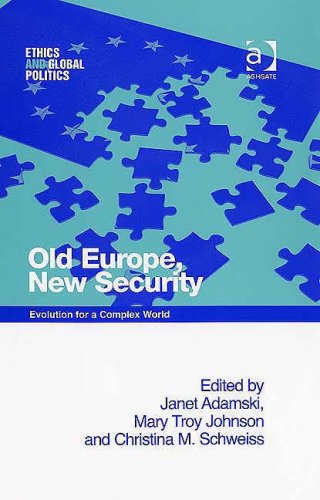 ETHICS
AND GLOBAL
POLITICS
ASHGATE
Old Europe,
New Security
Evolution for a Complex World
Edited by
Janet Adamski,
Mary Troy Johnson
and Christina M. Schweiss